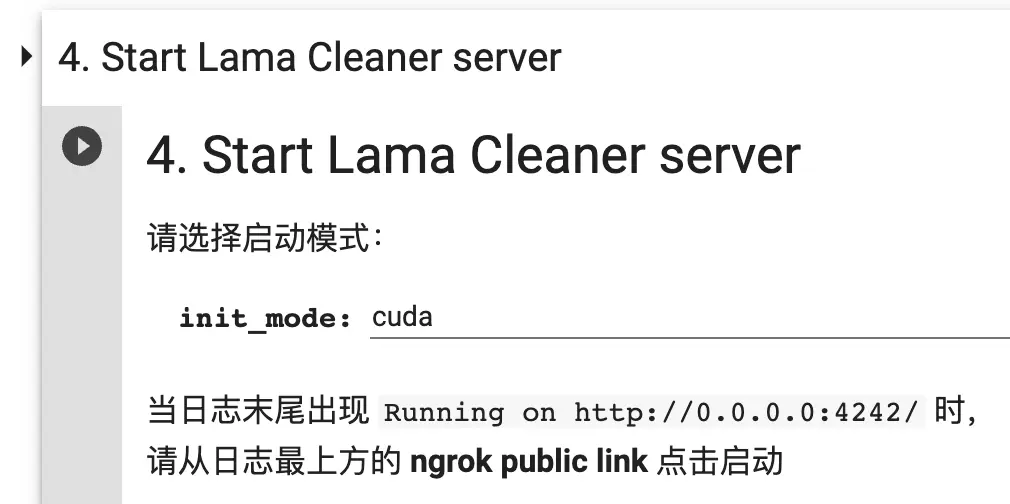 4. Start Lama Cleaner server
4. Start Lama Cleaner server
请选择启动模式：
init_mode: cuda
当日志末尾出现 Running on http://0.0.0.0:4242/ 时，
请从日志最上方的 ngrok public link 点击启动